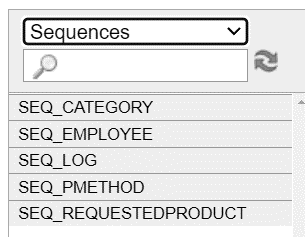 Sequences
SEQ_CATEGORY
SEQ_EMPLOYEE
SEQ_LOG
SEQ_PMETHOD
SEQ_REQUESTEDPRODUCT